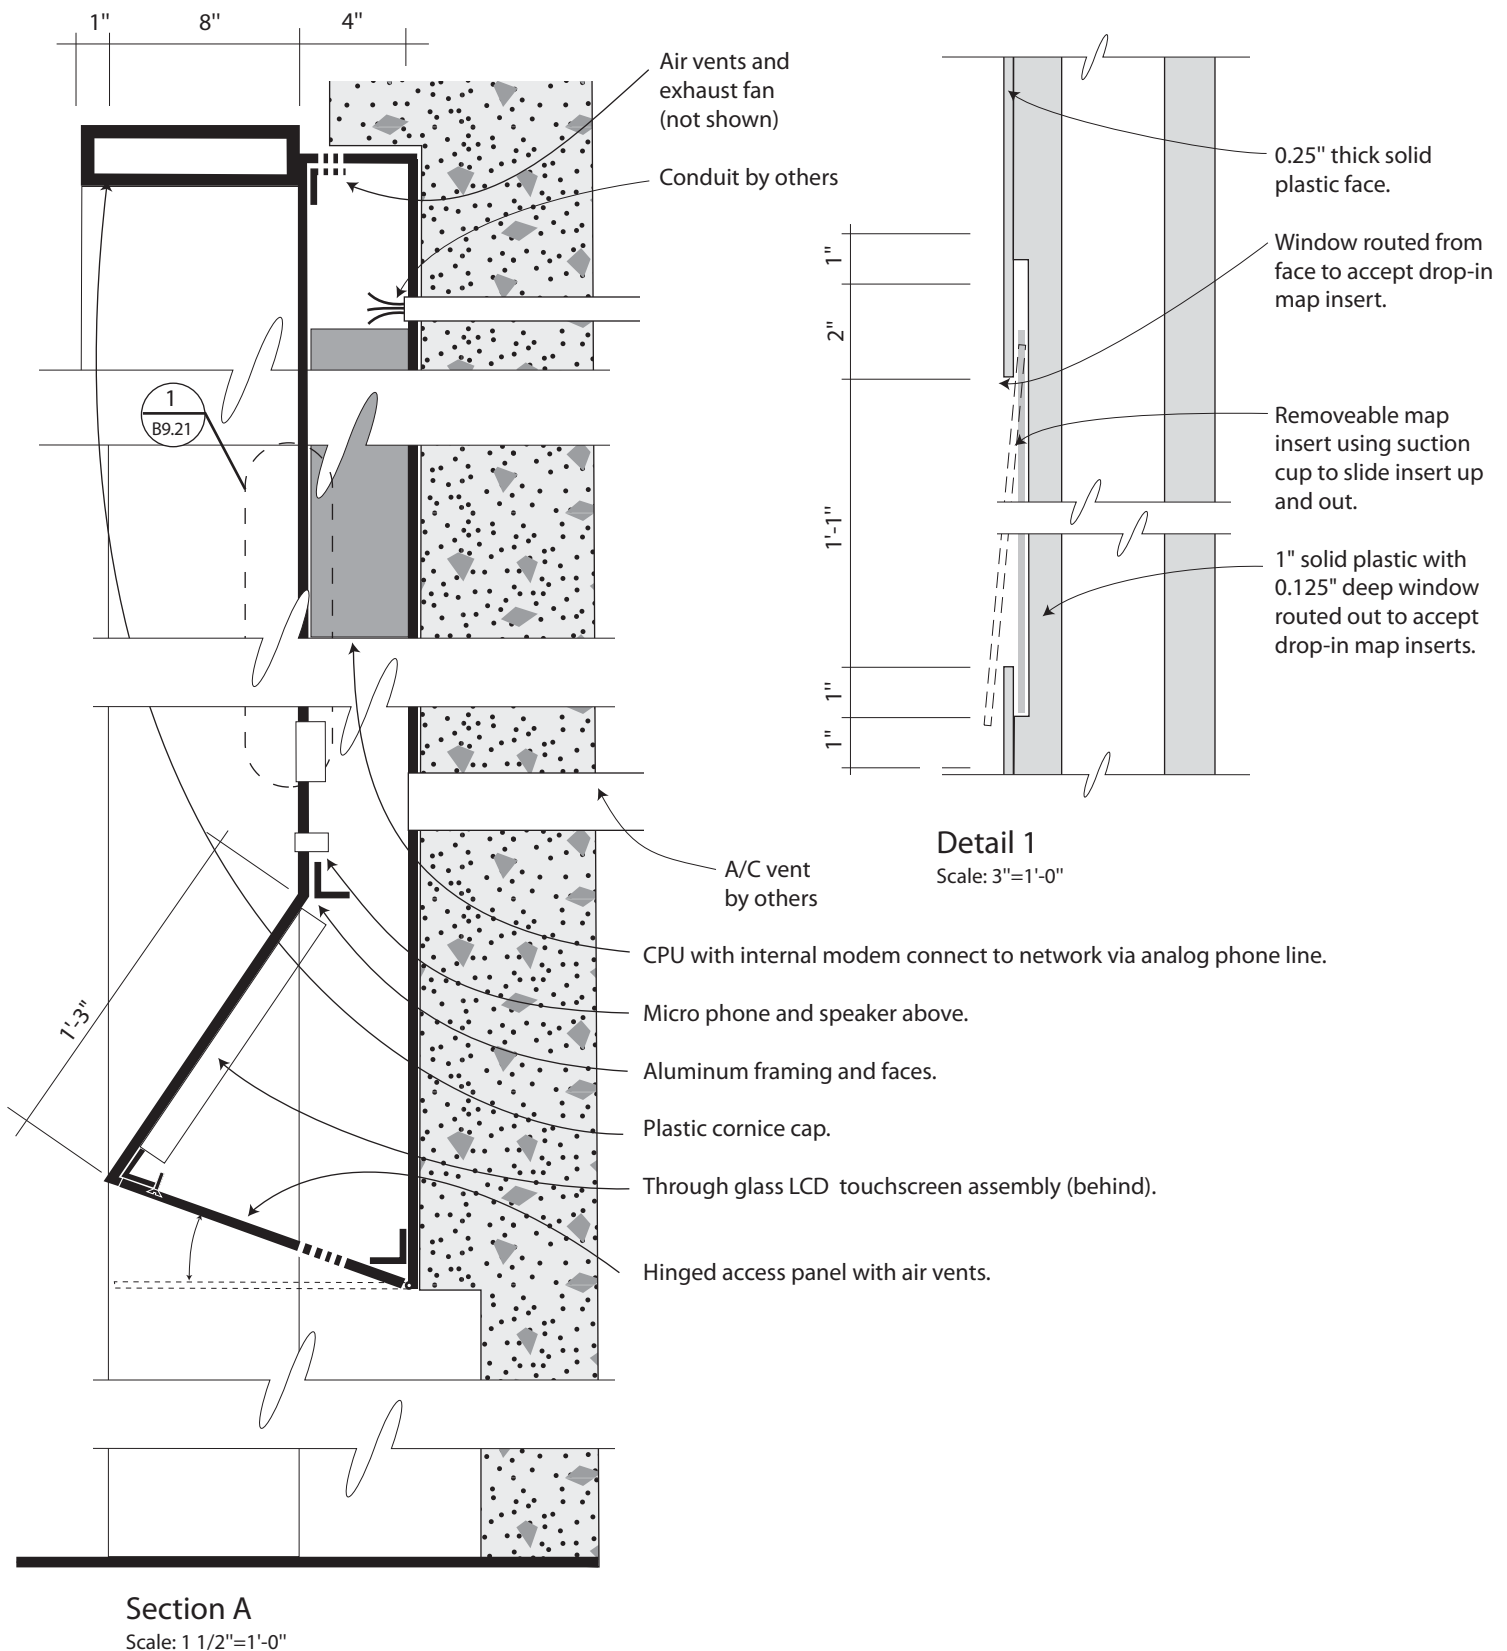 1"
8"
4"
Air vents and
exhaust fan
(not shown)
Conduit by others
1
B9.21
1'-3"
A/C vent
by others
CPU with internal modem connect to network via analog phone line.
Micro phone and speaker above.
Aluminum framing and faces.
Plastic cornice cap.
Through glass LCD touchscreen assembly (behind).
Hinged access panel with air vents.
Section A
Scale: 1 1/2"=1'-0"
1"
2"
1'-1"
1"
1"
0.25" thick solid
plastic face.
Window routed from
face to accept drop-in
map insert.
Removeable map
insert using suction
cup to slide insert up
and out.
1" solid plastic with
0.125" deep window
routed out to accept
drop-in map inserts.
Detail 1
Scale: 3"=1'-0"